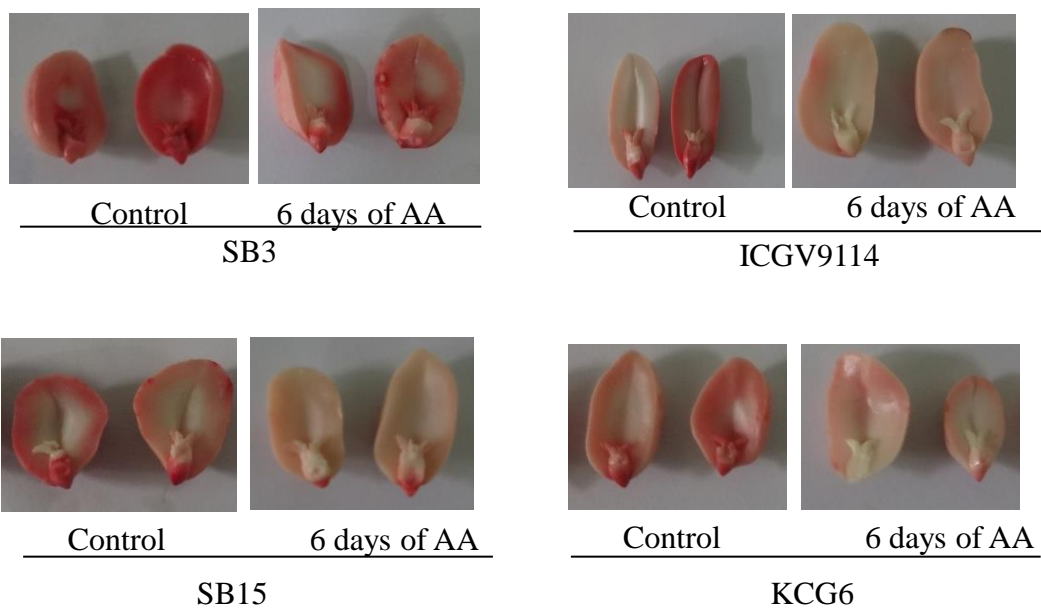 Control 6 days of AA
SB3
Control 6 days of AA
ICGV9114
Control 6 days of AA
SB15
Control 6 days of AA
KCG6